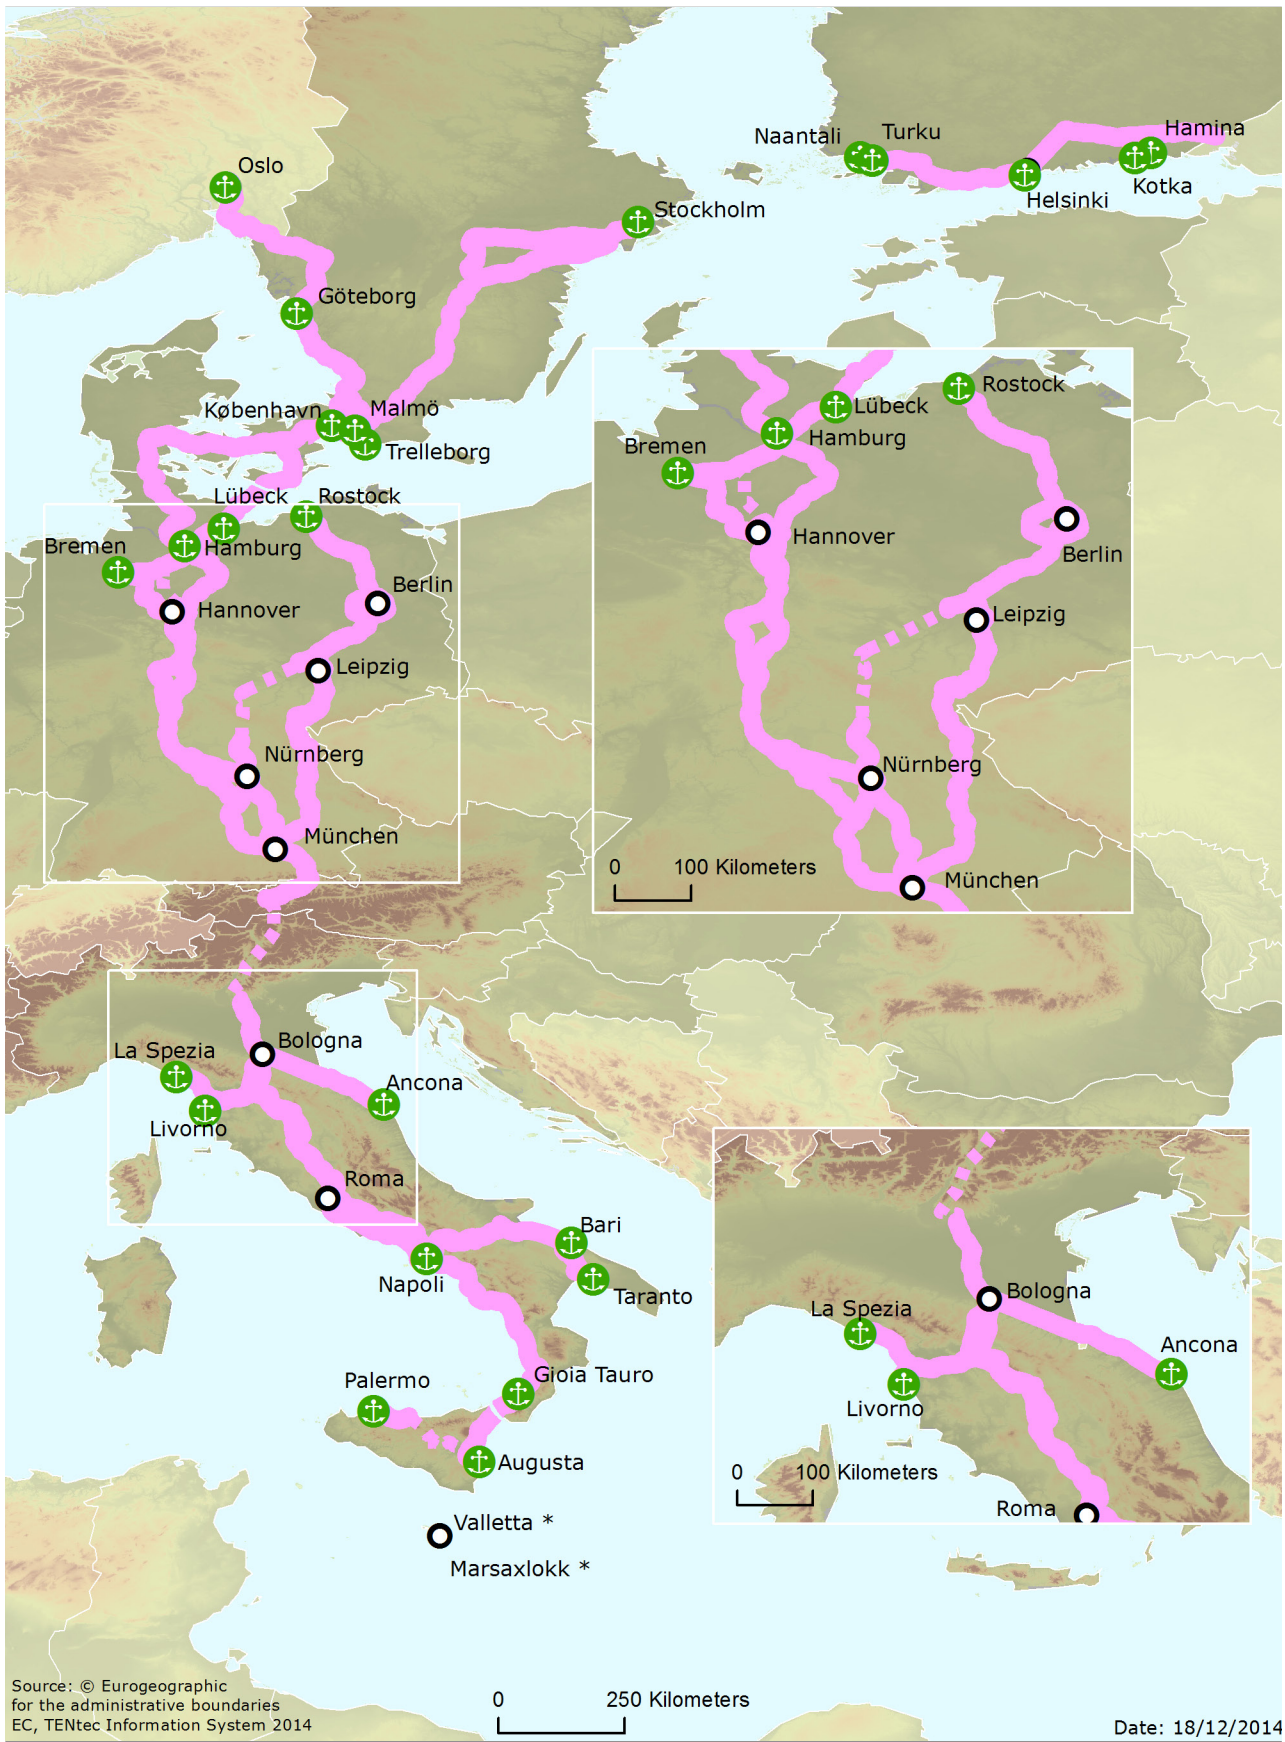 Hamina
Turku
Naantali
Oslo
Kotka
Helsinki
Stockholm
Göteborg
København
Malmö
Trelleborg
Lübeck
Rostock
Bremen
Hamburg
Berlin
Hannover
Leipzig
Nürnberg
München
Rostock
Lübeck
Hamburg
Bremen
Hannover
Berlin
Leipzig
Nürnberg
0 100 Kilometers
München
Bologna
La Spezia
Ancona
Livorno
Roma
Bari
Napoli
Taranto
Palermo
Gioia Tauro
Augusta
Valletta *
Marsaxlokk *
Bologna
La Spezia
Ancona
Livorno
0 100 Kilometers
Roma
Source: © Eurogeographic
for the administrative boundaries
EC, TENtec Information System 2014
0 250 Kilometers
Date: 18/12/2014